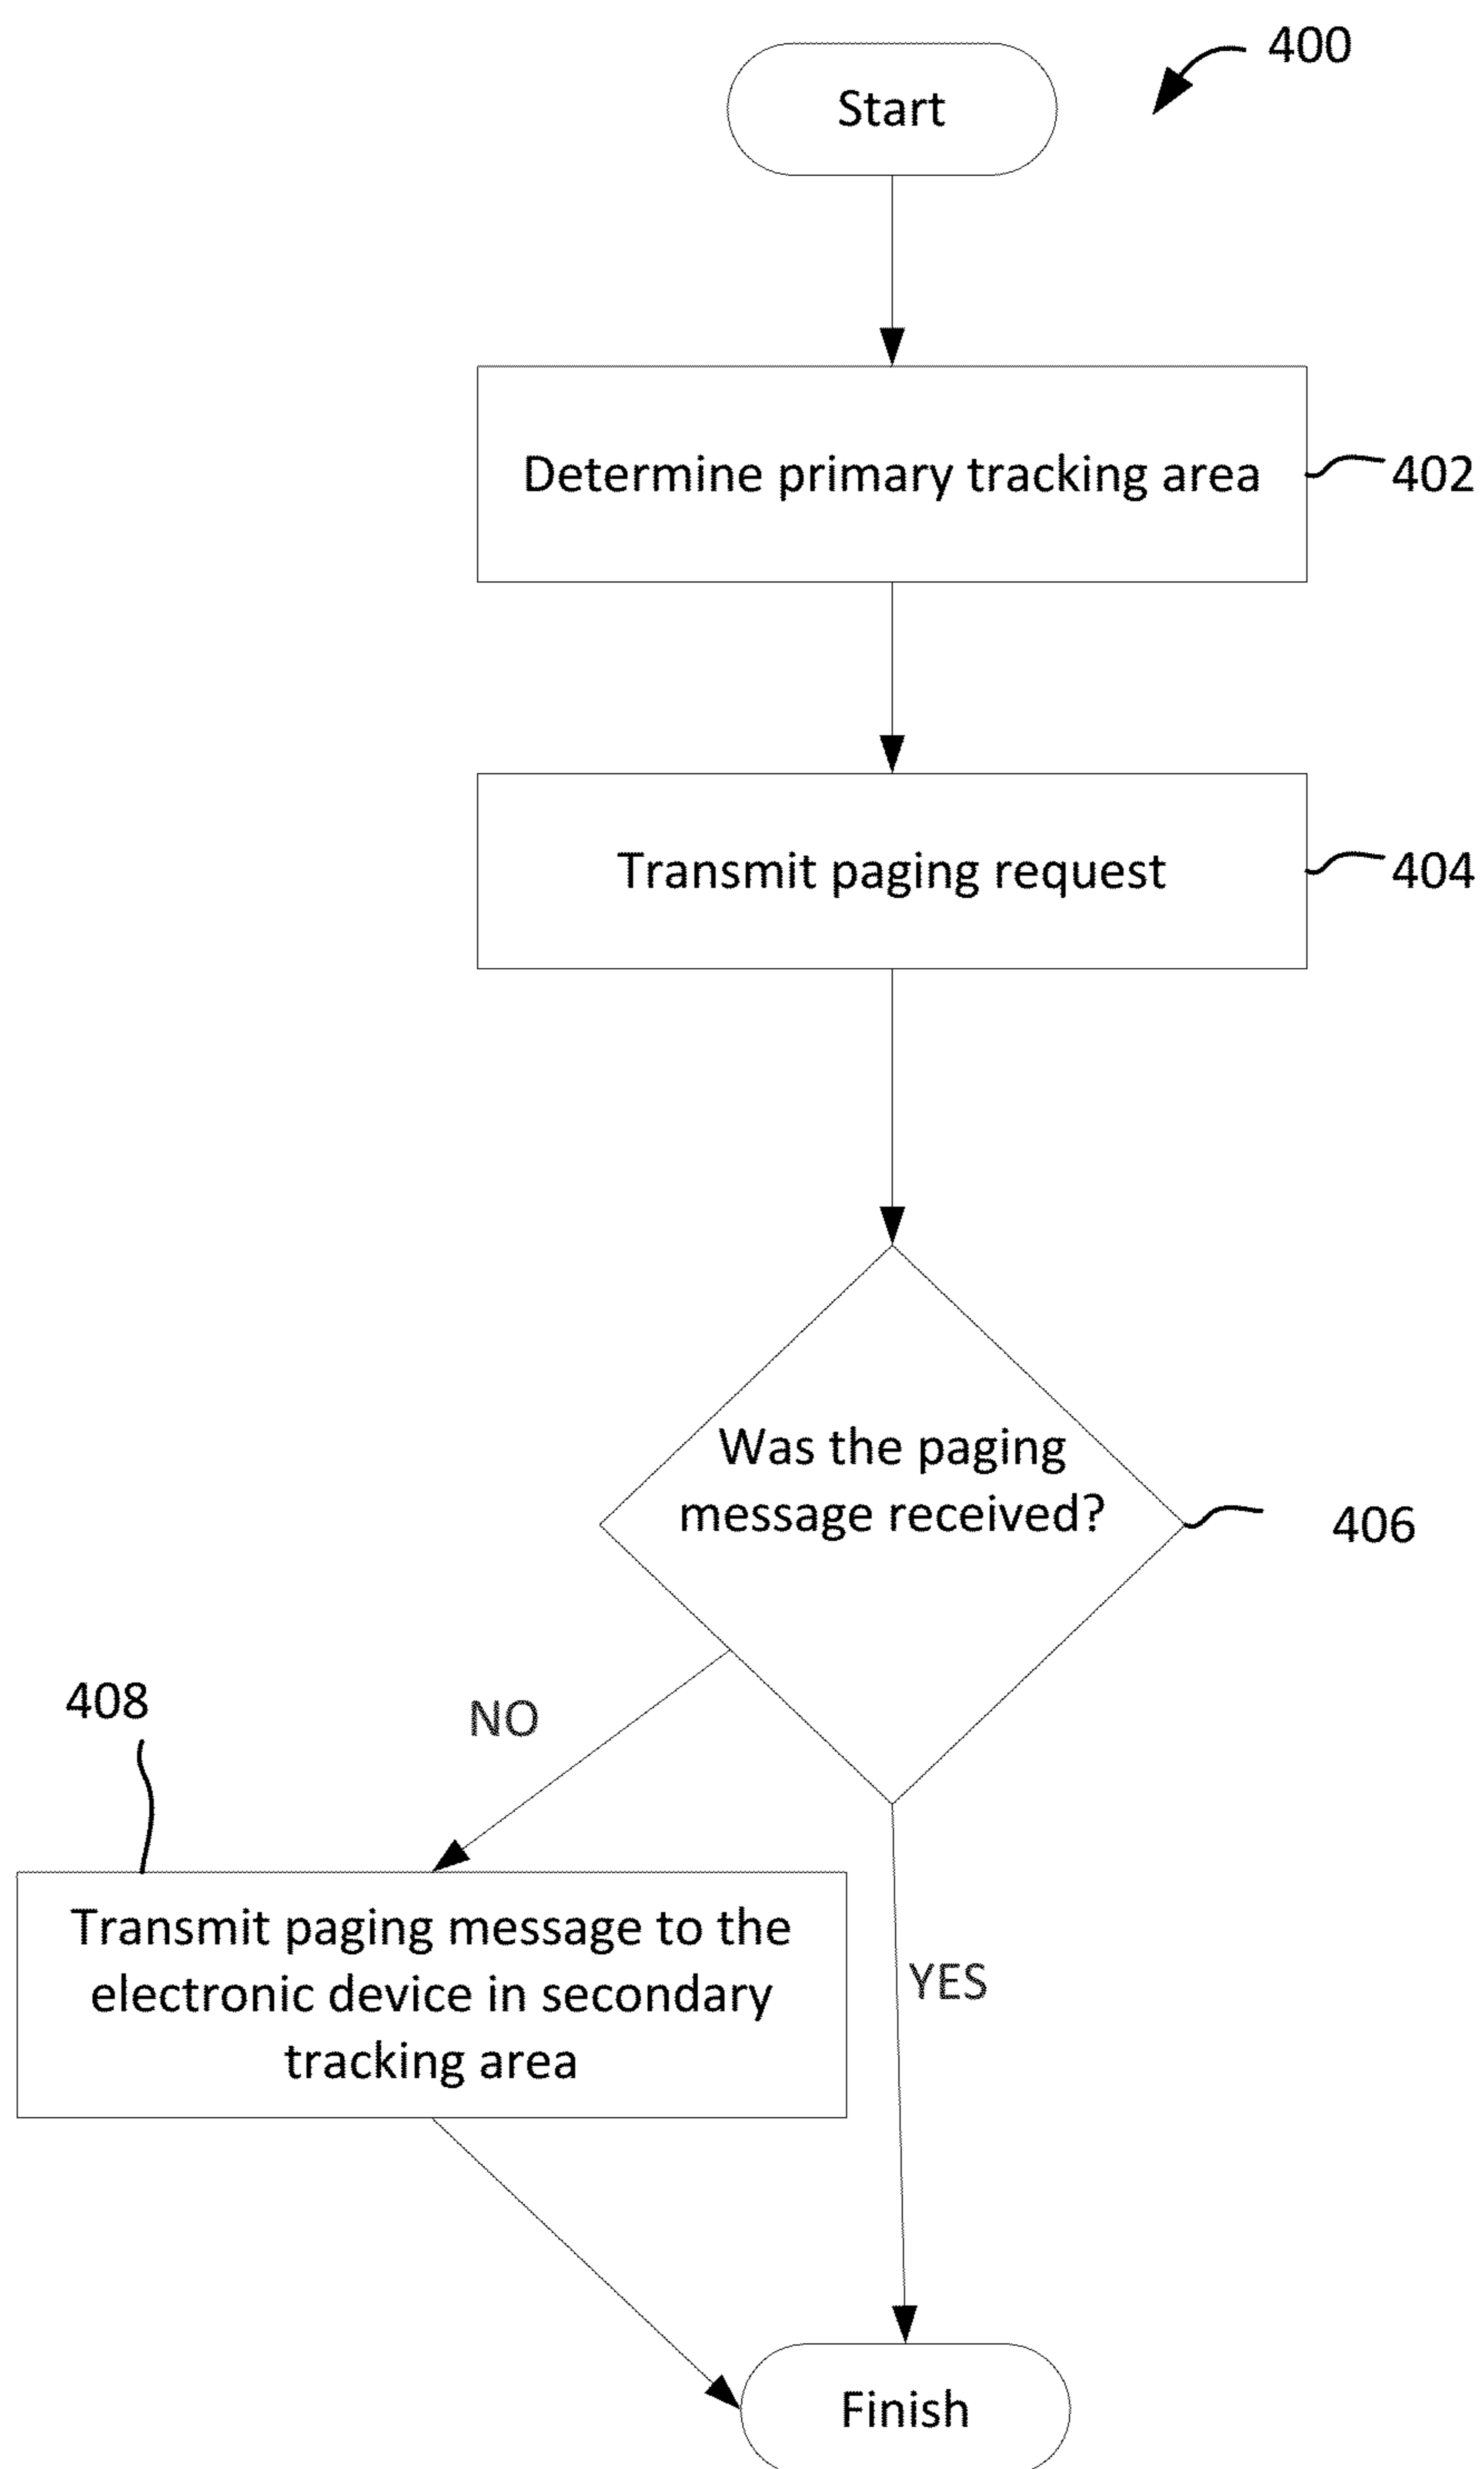 400
Start
Determine primary tracking area
402
Transmit paging request
404
Was the paging
message received?
406
408
NO
Transmit paging message to the
electronic device in secondary
tracking area
YES
Finish